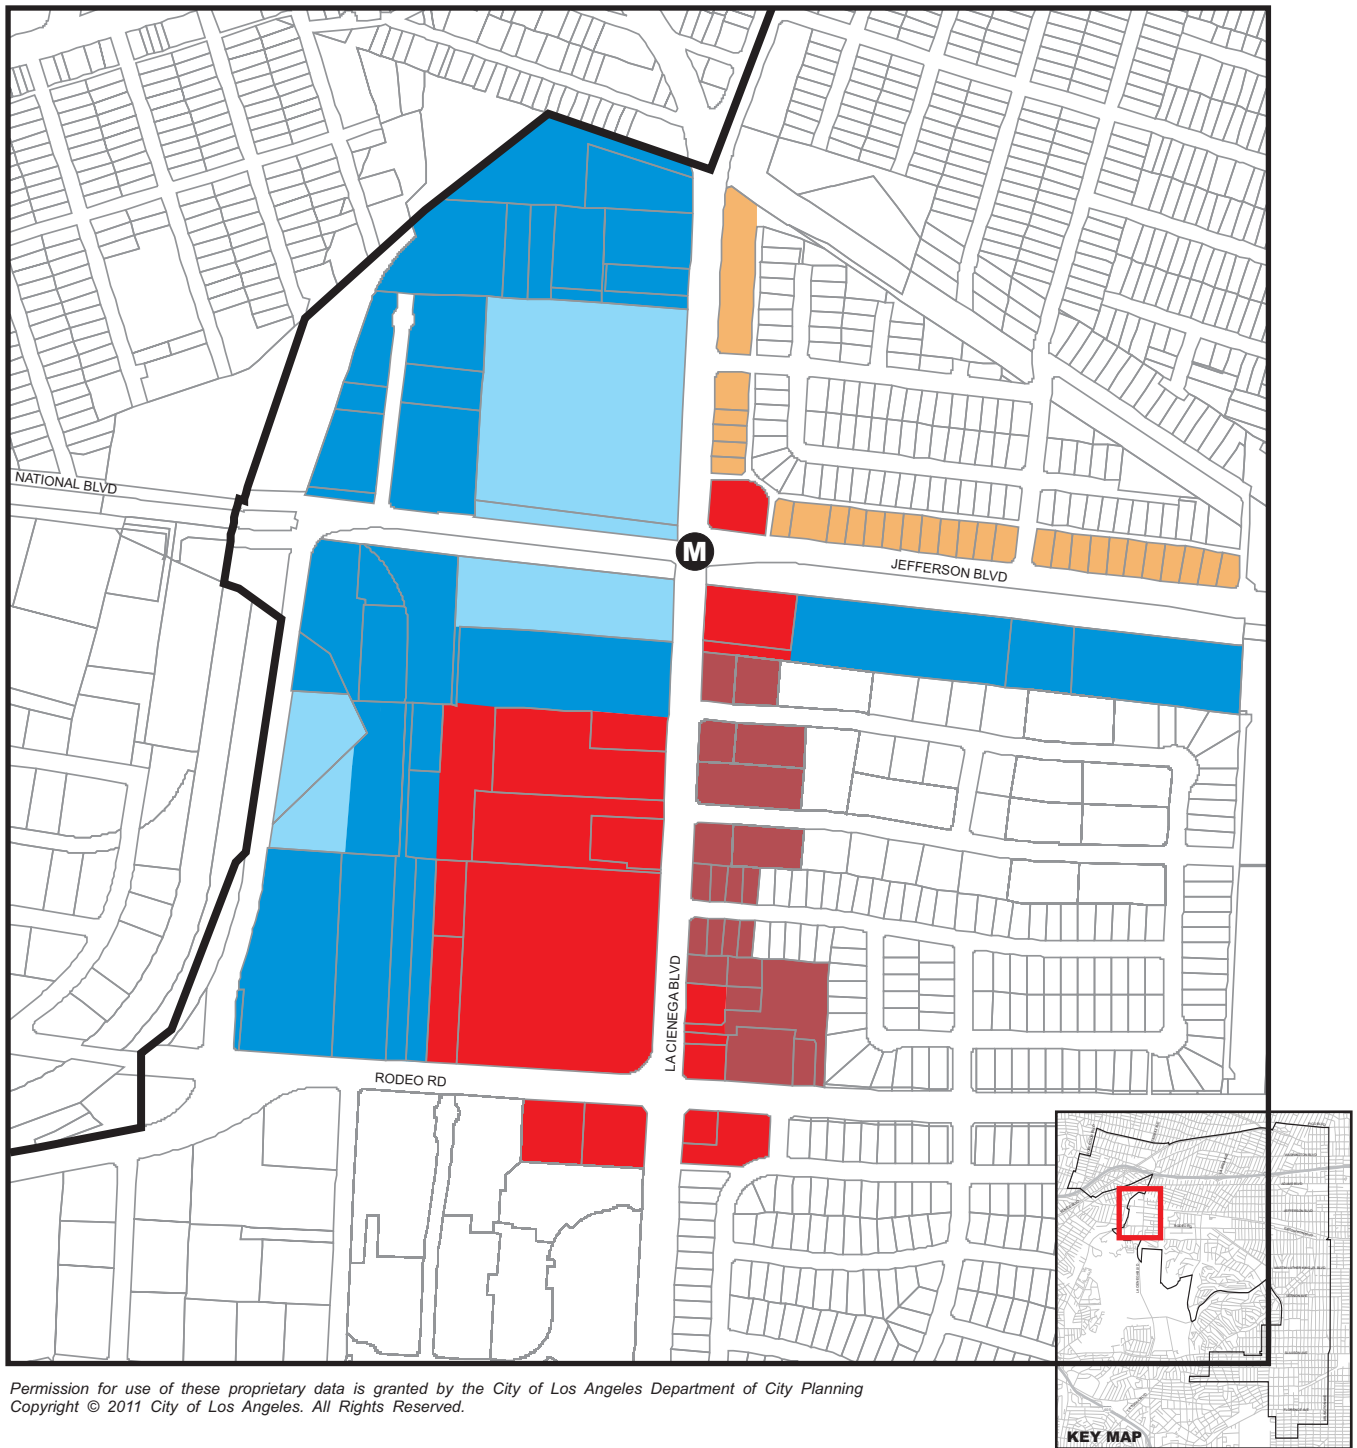 NATIONAL BLVD
M
JEFFERSON BLVD
LA CIENEGA BLVD
RODEO RD
Permission for use of these proprietary data is granted by the City of Los Angeles Department of City Planning
Copyright © 2011 City of Los Angeles. All Rights Reserved.
KEY MAP